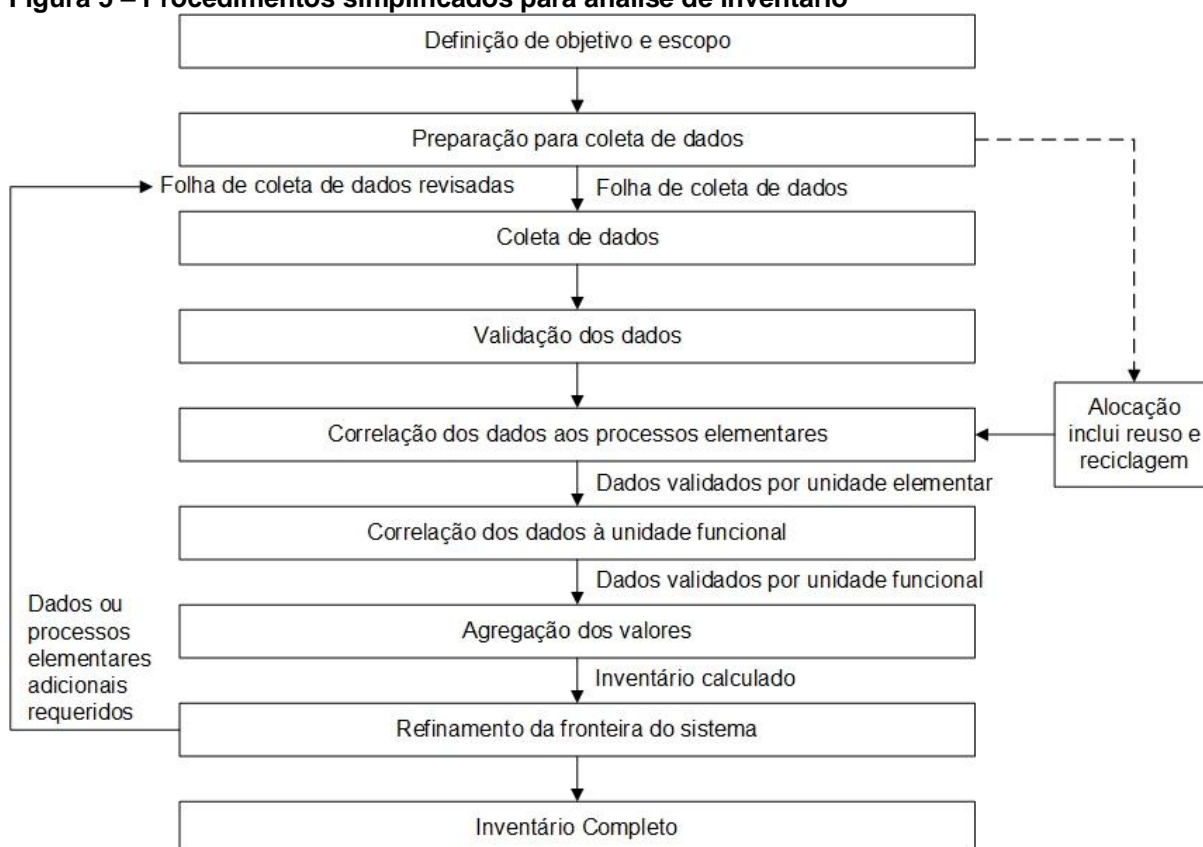 Figura 5 – Procedimentos simplificados para análise de inventário
Definição de objetivo e escopo
Preparação para coleta de dados
Folha de coleta de dados revisadas
Folha de coleta de dados
Coleta de dados
Validação dos dados
Correlação dos dados aos processos elementares
Alocação
inclui reuso e
reciclagem
Dados validados por unidade elementar
Correlação dos dados à unidade funcional
Dados validados por unidade funcional
Agregação dos valores
Inventário calculado
Dados ou
processos
elementares
adicionais
requeridos
Refinamento da fronteira do sistema
Inventário Completo